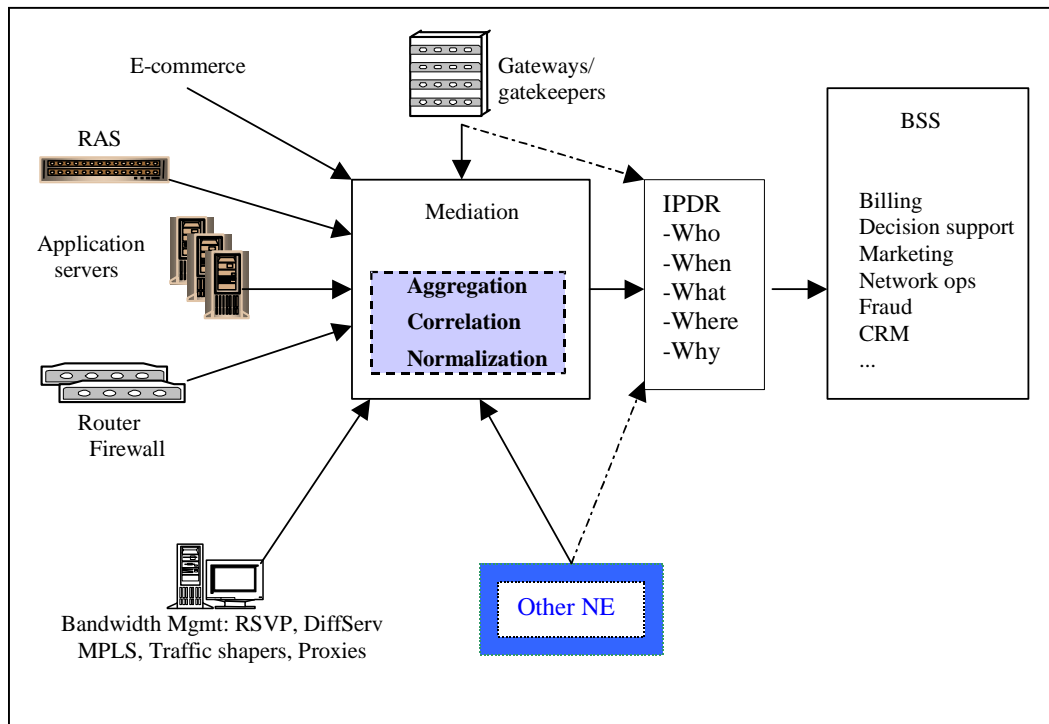 E-commerce
Gateways/
gatekeepers
RAS
Application
servers
Router
Firewall
Mediation
Aggregation
Correlation
Normalization
IPDR
-Who
-When
-What
-Where
-Why
BSS
Billing
Decision support
Marketing
Network ops
Fraud
CRM
...
Bandwidth Mgmt: RSVP, DiffServ
MPLS, Traffic shapers, Proxies
Other NE